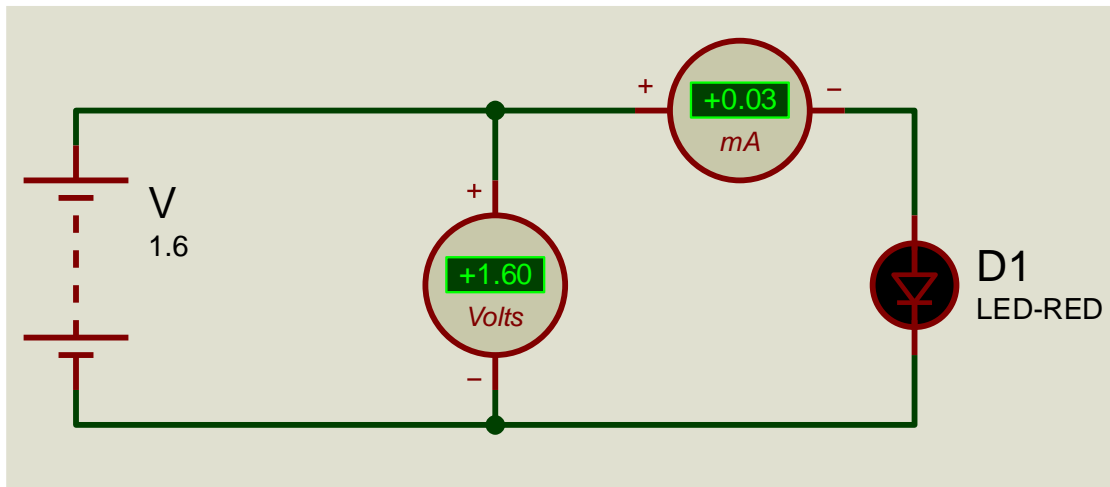 + +0.03 −
mA
V
1.6
+
+1.60
Volts
−
D1
LED-RED